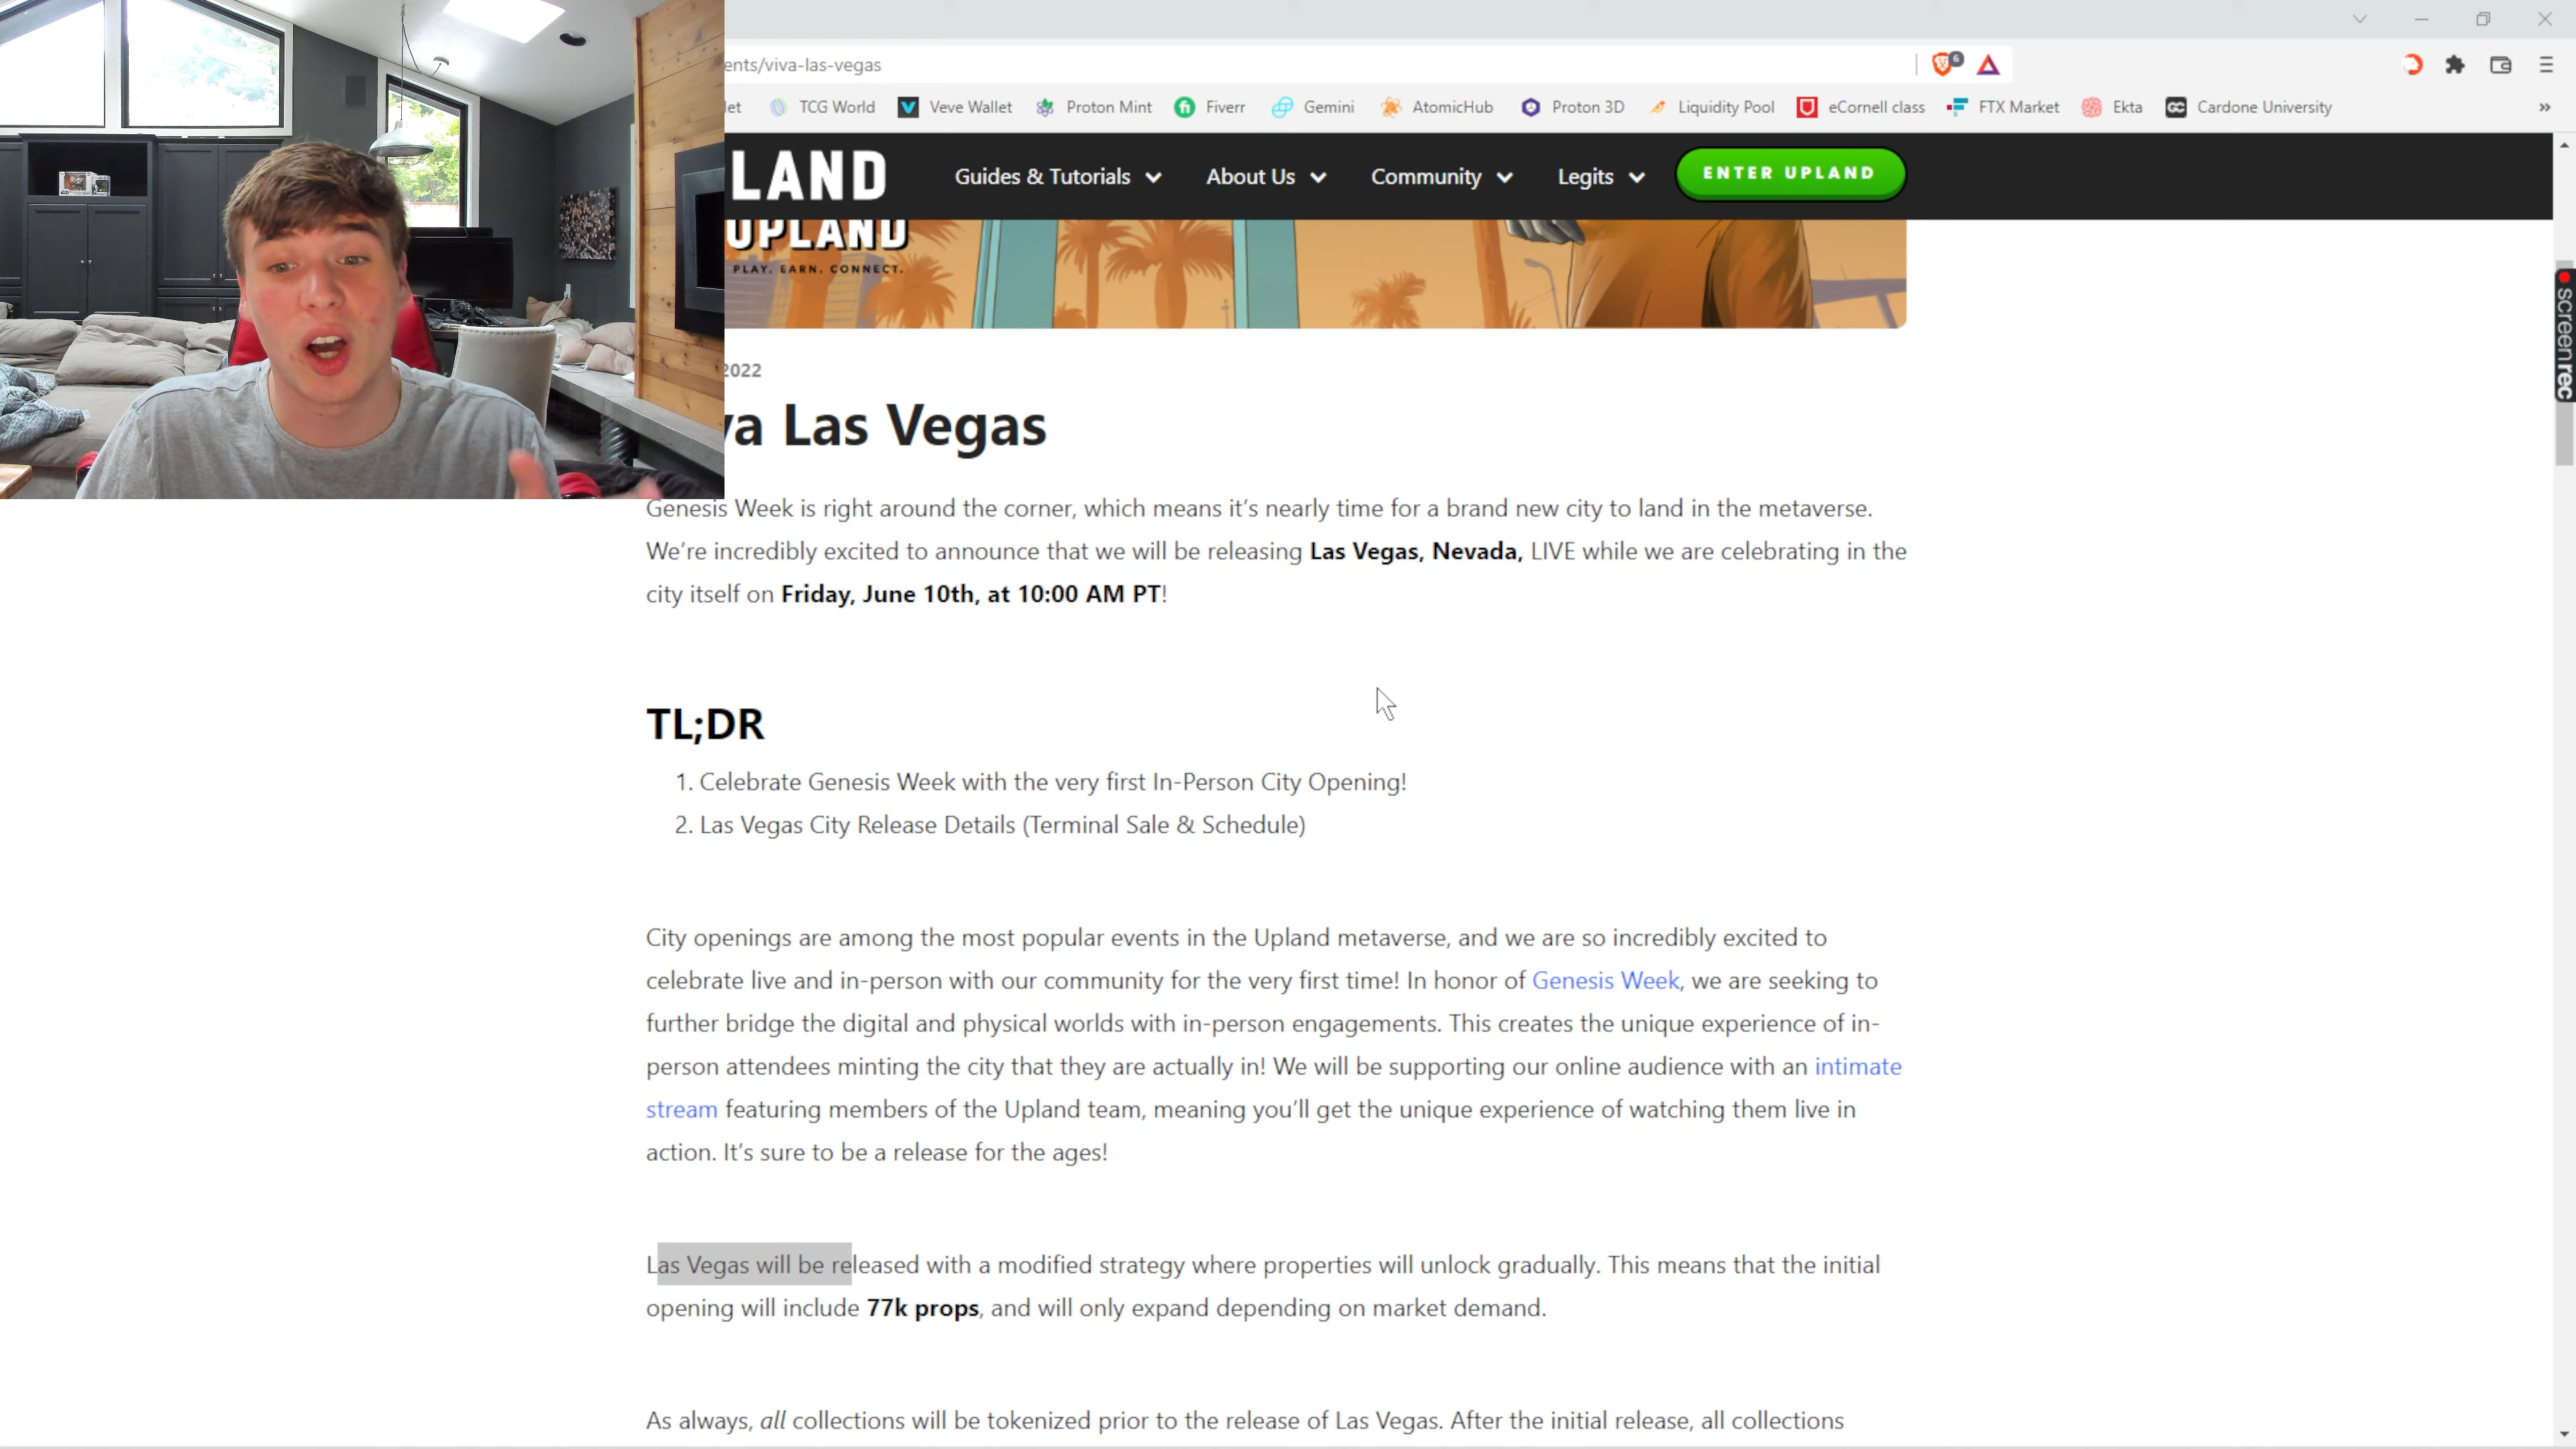 ents/viva-las-vegas
6
let TCG World Veve Wallet Proton Mint Fiverr Gemini AtomicHub Proton 3D Liquidity Pool eCornell class FTX Market Ekta Cardone University »
LAND Guides & Tutorials About Us Community Legits ENTER UPLAND
UPLAND
PLAY. EARN. CONNECT.
2022
va Las Vegas
Genesis Week is right around the corner, which means it's nearly time for a brand new city to land in the metaverse.
We're incredibly excited to announce that we will be releasing Las Vegas, Nevada, LIVE while we are celebrating in the
city itself on Friday, June 10th, at 10:00 AM PT!
TL;DR
1. Celebrate Genesis Week with the very first In-Person City Opening!
2. Las Vegas City Release Details (Terminal Sale & Schedule)
City openings are among the most popular events in the Upland metaverse, and we are so incredibly excited to
celebrate live and in-person with our community for the very first time! In honor of Genesis Week, we are seeking to
further bridge the digital and physical worlds with in-person engagements. This creates the unique experience of in-
person attendees minting the city that they are actually in! We will be supporting our online audience with an intimate
stream featuring members of the Upland team, meaning you'll get the unique experience of watching them live in
action. It's sure to be a release for the ages!
Las Vegas will be released with a modified strategy where properties will unlock gradually. This means that the initial
opening will include 77k props, and will only expand depending on market demand.
As always, all collections will be tokenized prior to the release of Las Vegas. After the initial release, all collections
screenrec